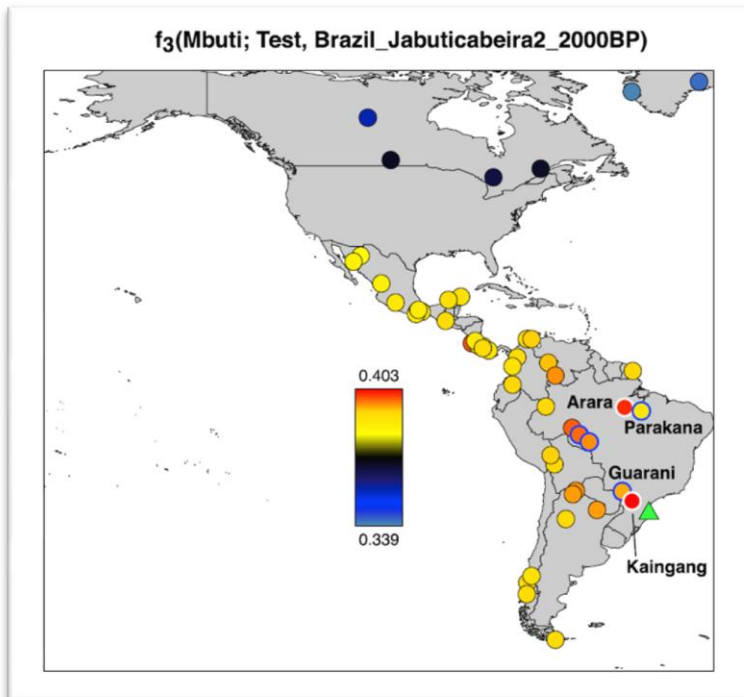 f3(Mbuti; Test, Brazil_Jabuticabeira2_2000BP)
0.403
Arara
Parakana
Guarani
0.339
Kaingang